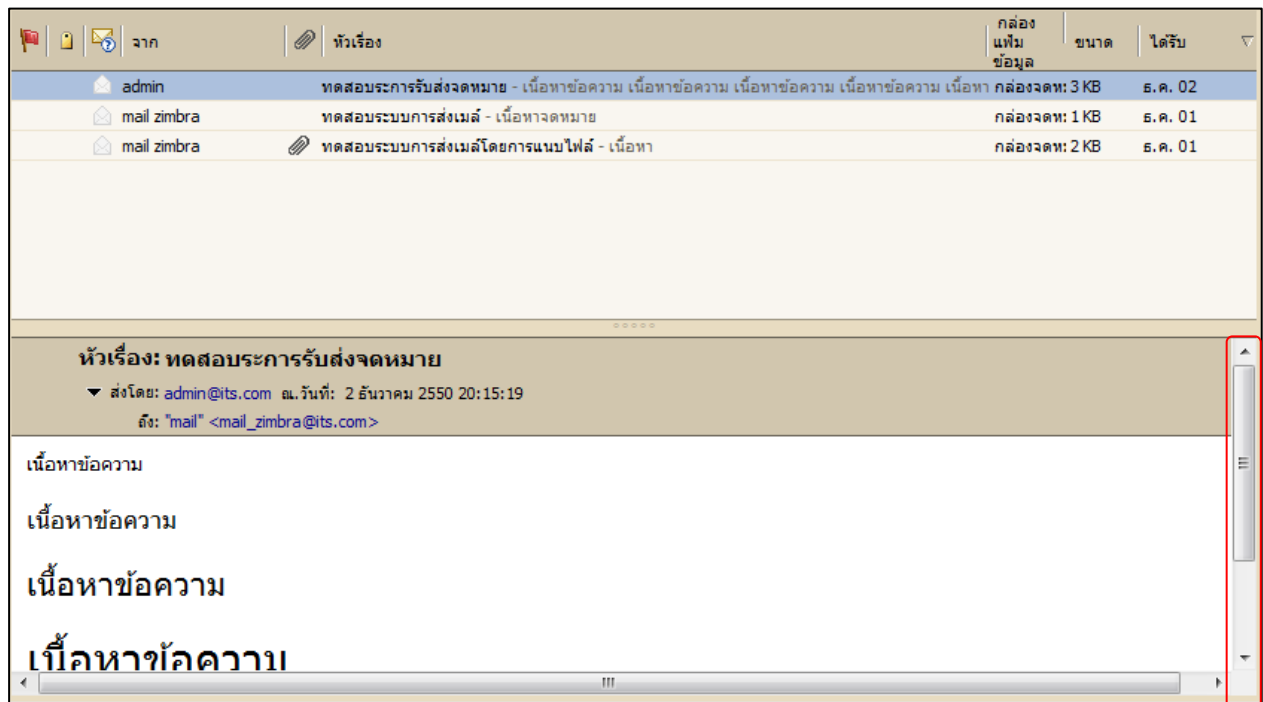 จาก หัวเรื่อง กล่องแฟ้มข้อมูล ขนาด ได้รับ
admin ทดสอบระการรับส่งจดหมาย - เนื้อหาข้อความ เนื้อหาข้อความ เนื้อหาข้อความ เนื้อหาข้อความ เนื้อหา กล่องจดห: 3 KB ธ.ค. 02
mail zimbra ทดสอบระบบการส่งเมล์ - เนื้อหาจดหมาย กล่องจดห: 1 KB ธ.ค. 01
mail zimbra ทดสอบระบบการส่งเมล์โดยการแนบไฟล์ - เนื้อหา กล่องจดห: 2 KB ธ.ค. 01
หัวเรื่อง: ทดสอบระการรับส่งจดหมาย
ส่งโดย: admin@its.com ณ.วันที่: 2 ธันวาคม 2550 20:15:19
ถึง: "mail" <mail_zimbra@its.com>
เนื้อหาข้อความ
เนื้อหาข้อความ
เนื้อหาข้อความ
เนื้อหาข้อความ